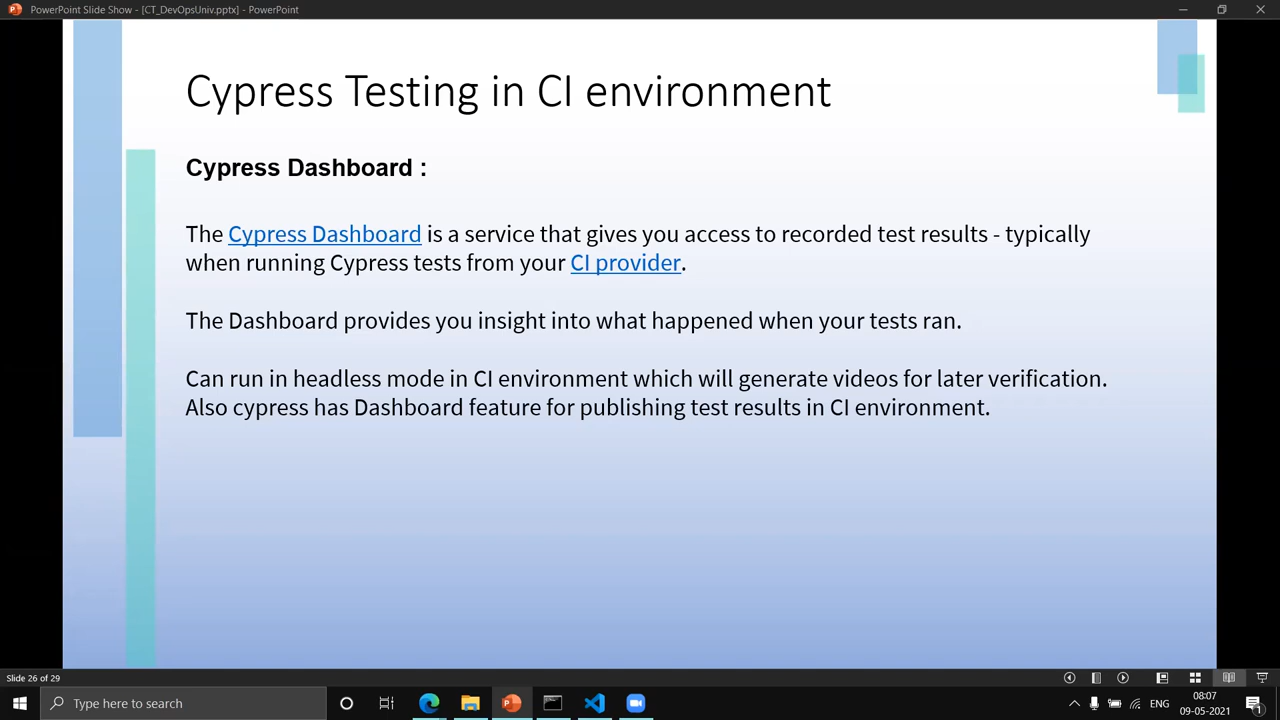 PowerPoint Slide Show - [CT_DevOpsUniv.pptx] - PowerPoint
Cypress Testing in CI environment
Cypress Dashboard :
The Cypress Dashboard is a service that gives you access to recorded test results - typically
when running Cypress tests from your CI provider.
The Dashboard provides you insight into what happened when your tests ran.
Can run in headless mode in CI environment which will generate videos for later verification.
Also cypress has Dashboard feature for publishing test results in CI environment.
Slide 26 of 29
Type here to search
ENG
08:07
09-05-2021
1